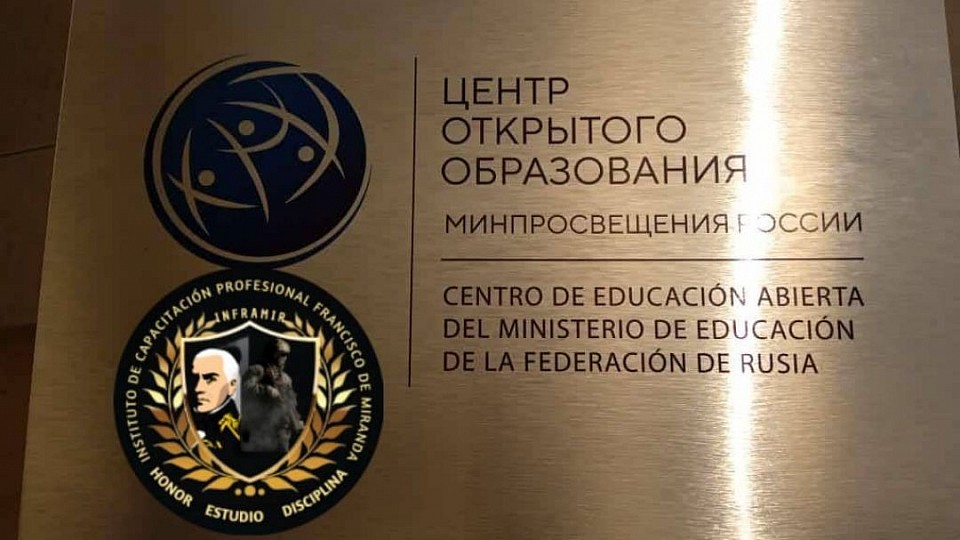 ЦЕНТР
ОТКРЫТОГО
ОБРАЗОВАНИЯ
МИНПРОСВЕЩЕНИЯ РОССИИ
CENTRO DE EDUCACIÓN ABIERTA
DEL MINISTERIO DE EDUCACIÓN
DE LA FEDERACIÓN DE RUSIA
INSTITUTO DE CAPACITACIÓN PROFESIONAL FRANCISCO DE MIRANDA
INFRAMIR
HONOR ESTUDIO DISCIPLINA